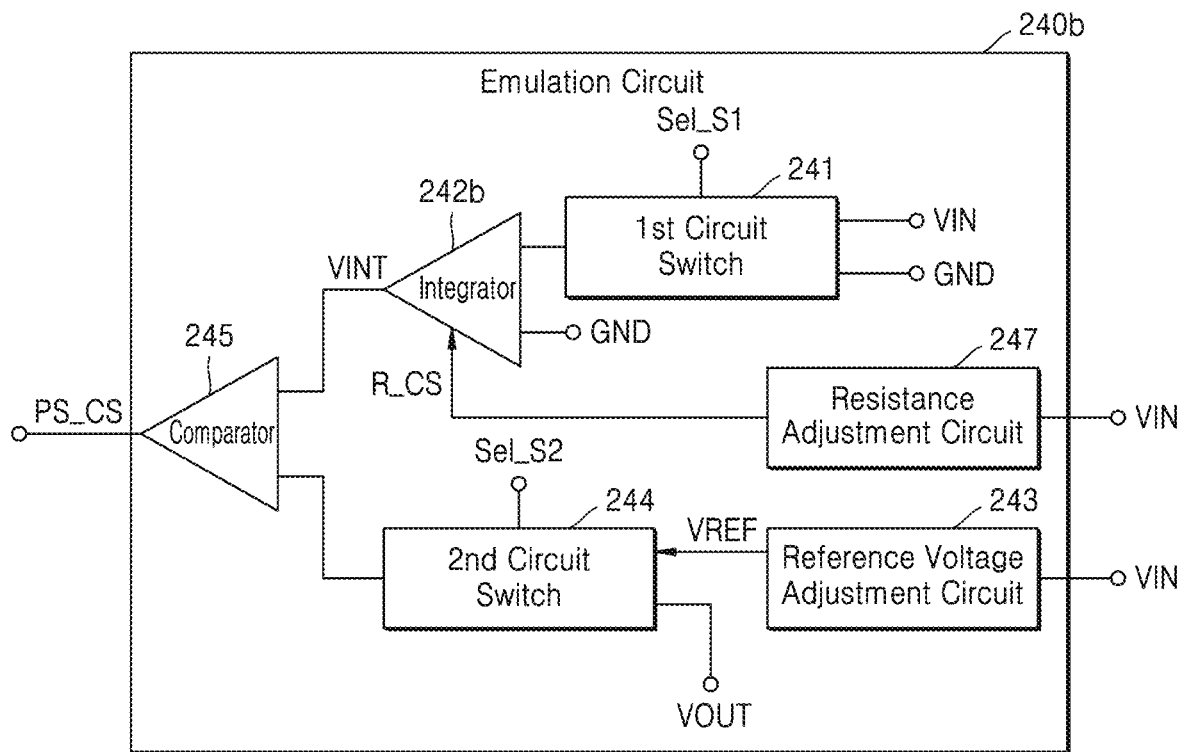 240b
Emulation Circuit
Sel_S1
241
242b
1st Circuit
Switch
VIN
GND
VINT
Integrator
GND
245
247
R_CS
Resistance
Adjustment Circuit
VIN
PS_CS
Comparator
Sel_S2
244
243
VREF
2nd Circuit
Switch
Reference Voltage
Adjustment Circuit
VIN
VOUT